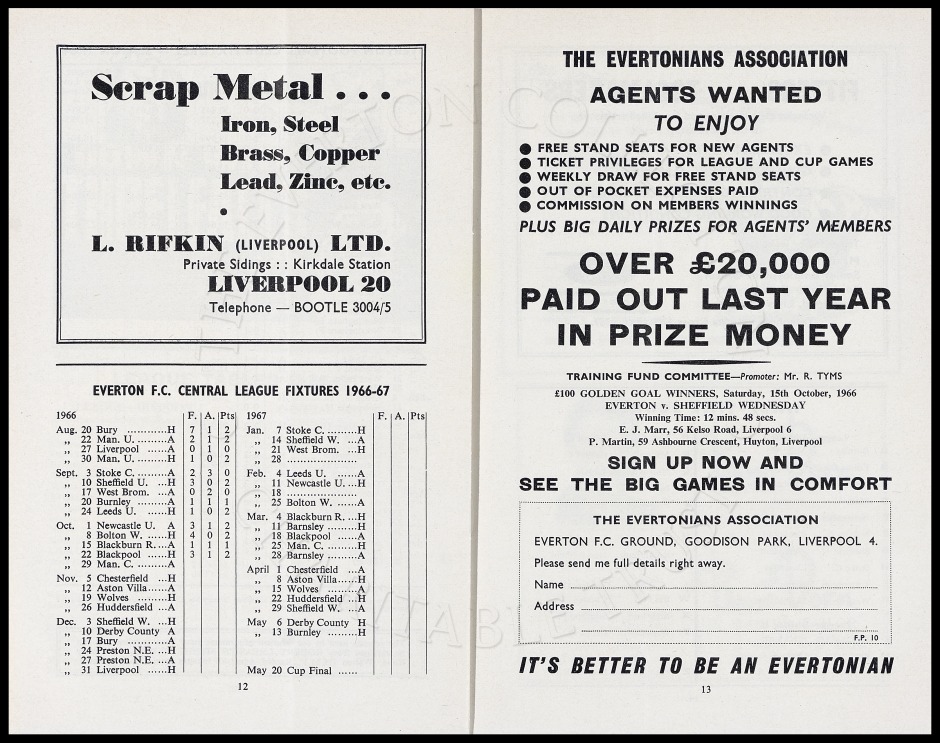 Scrap Metal . . .
Iron, Steel
Brass, Copper
Lead, Zinc, etc.
L. RIFKIN (LIVERPOOL) LTD.
Private Sidings : : Kirkdale Station
LIVERPOOL 20
Telephone — BOOTLE 3004/5
EVERTON F.C. CENTRAL LEAGUE FIXTURES 1966-67
1966 F. A. Pts
Aug. 20 Bury ............H 7 1 2
„ 22 Man. U. .........A 2 1 2
„ 27 Liverpool ......A 0 1 0
„ 30 Man. U. .........H 1 0 2
Sept. 3 Stoke C. .........A 2 3 0
„ 10 Sheffield U. ...H 3 0 2
„ 17 West Brom. ...A 0 2 0
„ 20 Burnley .........A 1 1 1
„ 24 Leeds U. ......H 1 0 2
Oct. 1 Newcastle U. A 3 1 2
„ 8 Bolton W. ......A 4 0 2
„ 15 Blackburn R....A 1 1 1
„ 22 Blackpool ......H 3 1 2
„ 29 Man. C. .........A
Nov. 5 Chesterfield ...H
„ 12 Aston Villa......A
„ 19 Wolves .........H
„ 26 Huddersfield ...A
Dec. 3 Sheffield W. ...H
„ 10 Derby County A
„ 17 Bury ............A
„ 24 Preston N.E. ...H
„ 27 Preston N.E. ...A
„ 31 Liverpool ......H
1967 F. A. Pts
Jan. 7 Stoke C. .........H
„ 14 Sheffield W. ...A
„ 21 West Brom. ...H
„ 28 .....................
Feb. 4 Leeds U. .........A
„ 11 Newcastle U. ...H
„ 18 .....................
„ 25 Bolton W. ......A
Mar. 4 Blackburn R. ...H
„ 11 Barnsley .........H
„ 18 Blackpool ......A
„ 25 Man. C. .........H
„ 28 Barnsley .........A
April 1 Chesterfield ...A
„ 8 Aston Villa......H
„ 15 Wolves .........A
„ 22 Huddersfield ...H
„ 29 Sheff W. .........A
May 6 Derby County H
„ 13 Burnley .........H
May 20 Cup Final ......
12
THE EVERTONIANS ASSOCIATION
AGENTS WANTED
TO ENJOY
● FREE STAND SEATS FOR NEW AGENTS
● TICKET PRIVILEGES FOR LEAGUE AND CUP GAMES
● WEEKLY DRAW FOR FREE STAND SEATS
● OUT OF POCKET EXPENSES PAID
● COMMISSION ON MEMBERS WINNINGS
PLUS BIG DAILY PRIZES FOR AGENTS' MEMBERS
OVER £20,000
PAID OUT LAST YEAR
IN PRIZE MONEY
TRAINING FUND COMMITTEE—Promoter: Mr. R. TYMS
£100 GOLDEN GOAL WINNERS, Saturday, 15th October, 1966
EVERTON v. SHEFFIELD WEDNESDAY
Winning Time: 12 mins. 48 secs.
E. J. Marr, 56 Kelso Road, Liverpool 6
P. Martin, 59 Ashbourne Crescent, Huyton, Liverpool
SIGN UP NOW AND
SEE THE BIG GAMES IN COMFORT
THE EVERTONIANS ASSOCIATION
EVERTON F.C. GROUND, GOODISON PARK, LIVERPOOL 4.
Please send me full details right away.
Name
Address
F.P. 10
IT'S BETTER TO BE AN EVERTONIAN
13